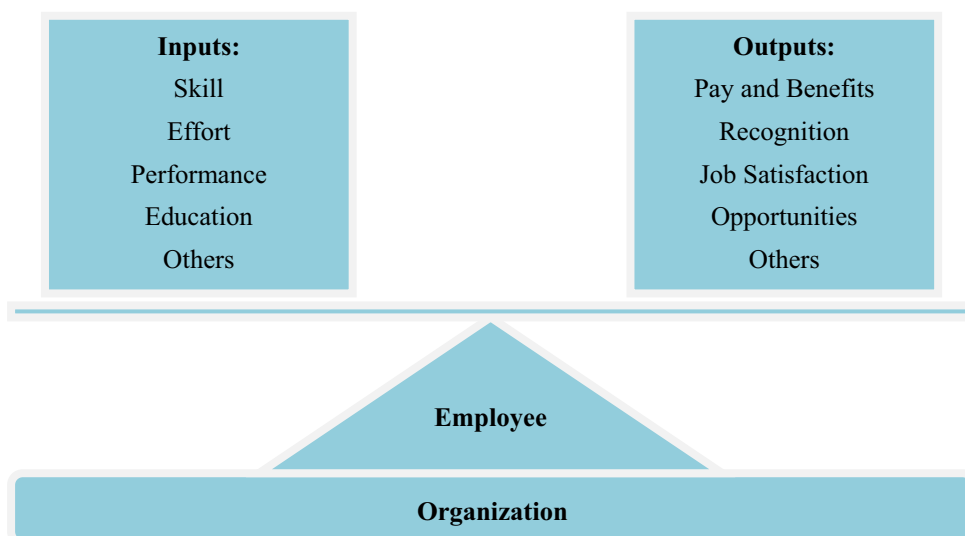 Inputs:
Skill
Effort
Performance
Education
Others
Outputs:
Pay and Benefits
Recognition
Job Satisfaction
Opportunities
Others
Employee
Organization